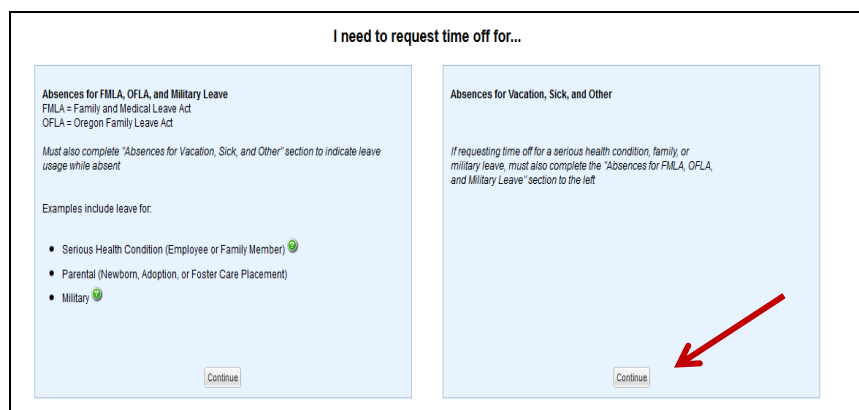 I need to request time off for...
Absences for FMLA, OFLA, and Military Leave
FMLA = Family and Medical Leave Act
OFLA = Oregon Family Leave Act
Must also complete "Absences for Vacation, Sick, and Other" section to indicate leave
usage while absent
Examples include leave for:
• Serious Health Condition (Employee or Family Member) ?
• Parental (Newborn, Adoption, or Foster Care Placement)
• Military ?
Continue
Absences for Vacation, Sick, and Other
If requesting time off for a serious health condition, family, or
military leave, must also complete the "Absences for FMLA, OFLA,
and Military Leave" section to the left
Continue